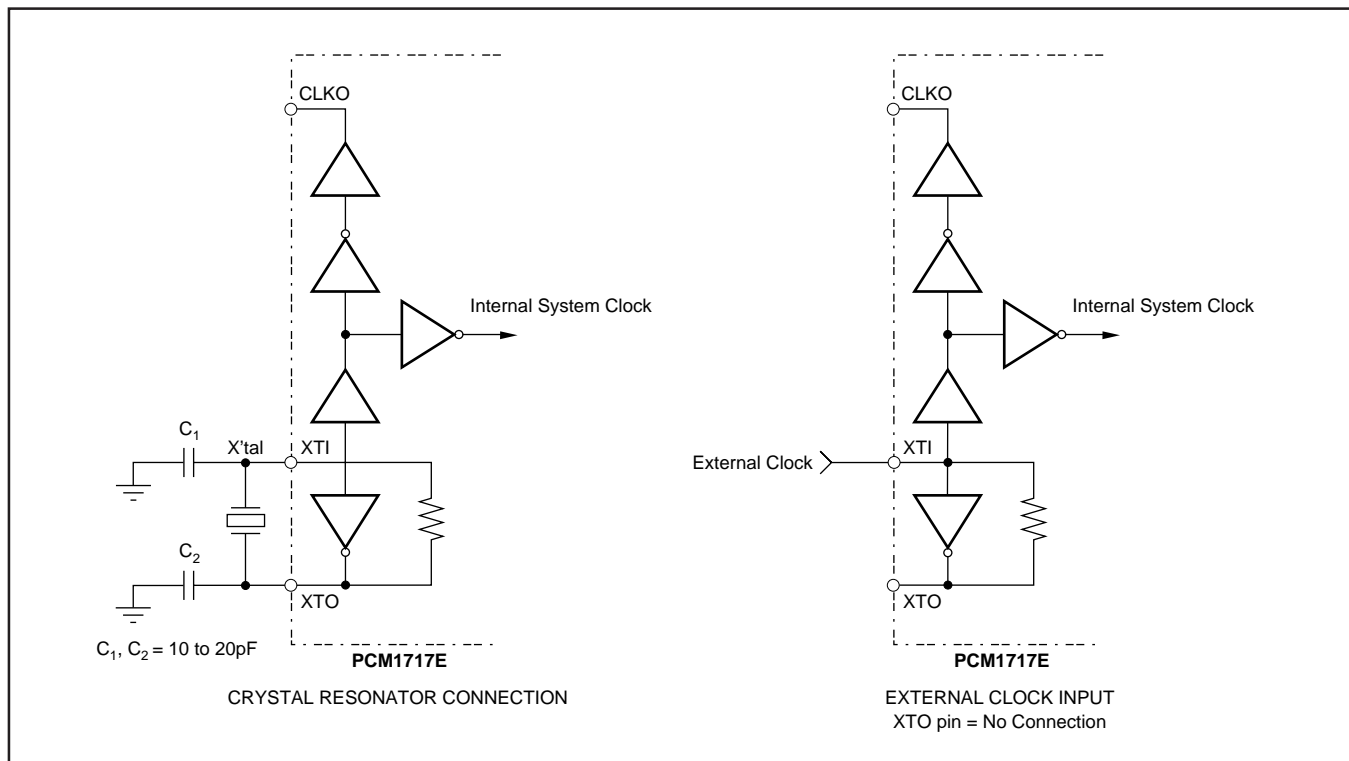 CLKO
Internal System Clock
C₁
X'tal
XTI
C₂
XTO
C₁, C₂ = 10 to 20pF
PCM1717E
CRYSTAL RESONATOR CONNECTION
CLKO
Internal System Clock
External Clock
XTI
XTO
PCM1717E
EXTERNAL CLOCK INPUT
XTO pin = No Connection